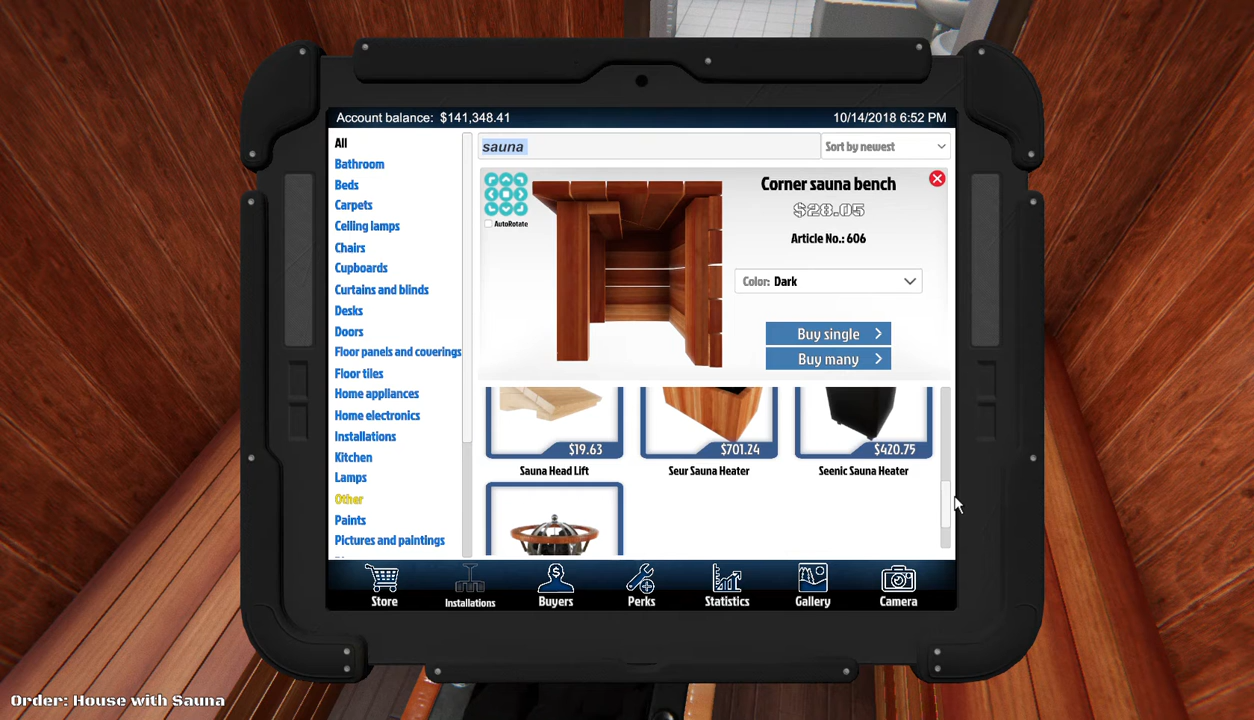 Account balance: $141,348.41
10/14/2018 6:52 PM
All
Bathroom
Beds
Carpets
Ceiling lamps
Chairs
Cupboards
Curtains and blinds
Desks
Doors
Floor panels and coverings
Floor tiles
Home appliances
Home electronics
Installations
Kitchen
Lamps
Other
Paints
Pictures and paintings
sauna
Sort by newest
AutoRotate
Corner sauna bench
$28.05
Article No.: 606
Color: Dark
Buy single
Buy many
$19.63
$701.24
$420.75
Sauna Head Lift
Seur Sauna Heater
Seenic Sauna Heater
Store
Installations
Buyers
Perks
Statistics
Gallery
Camera
Order: House with Sauna